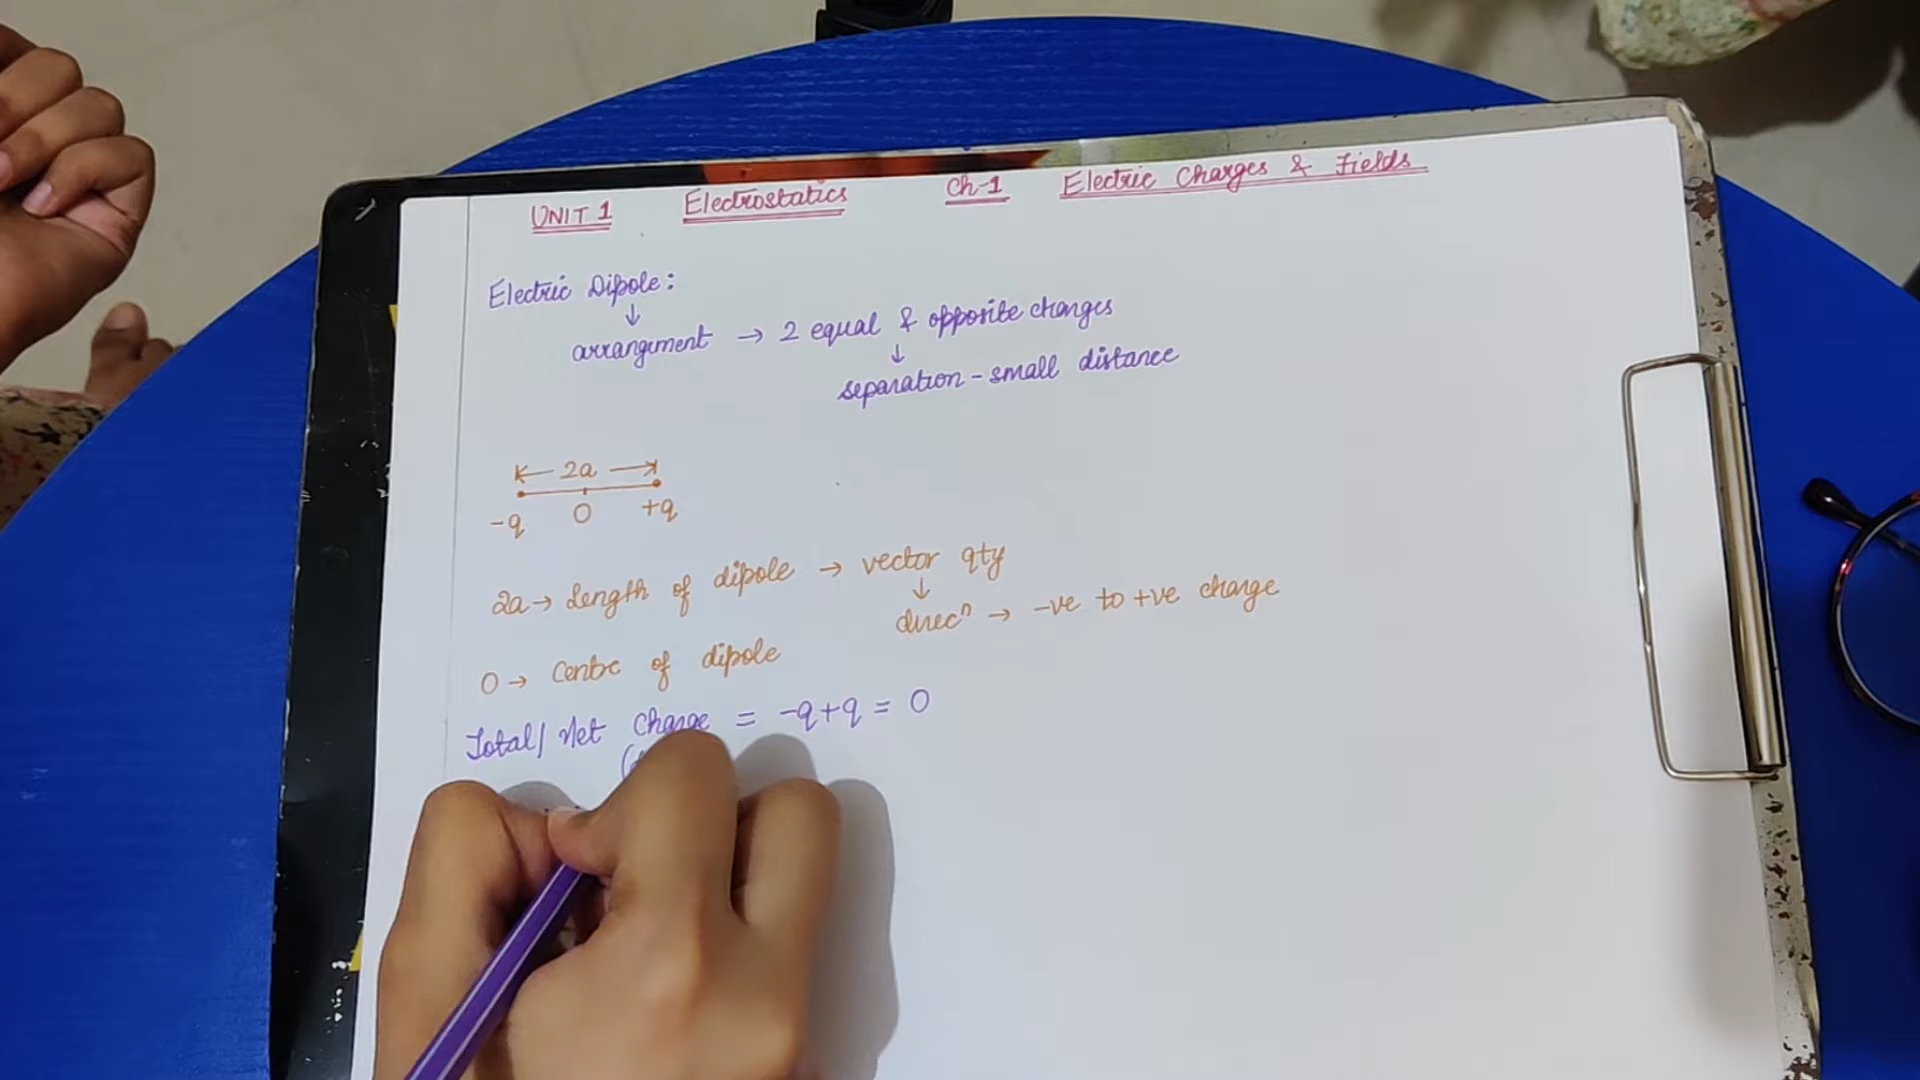 UNIT 1 Electrostatics Ch-1 Electric Charges & Fields
Electric Dipole:
↓
arrangement → 2 equal & opposite charges
↓
separation - small distance
2a
-q O +q
2a → length of dipole → vector qty
↓
direcⁿ → -ve to +ve charge
O → Centre of dipole
Total/ Net Charge = -q+q = 0